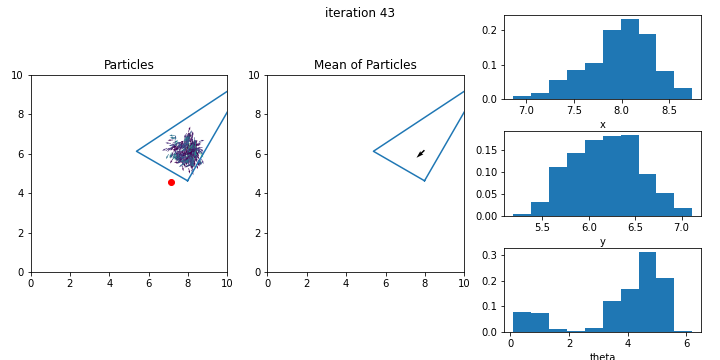 iteration 43
Particles
10
8
6
4
2
0
0 2 4 6 8 10
Mean of Particles
10
8
6
4
2
0
0 2 4 6 8 10
0.2
0.1
0.0
7.0 7.5 8.0 8.5
x
0.15
0.10
0.05
0.00
5.5 6.0 6.5 7.0
y
0.3
0.2
0.1
0.0
0 2 4 6
theta